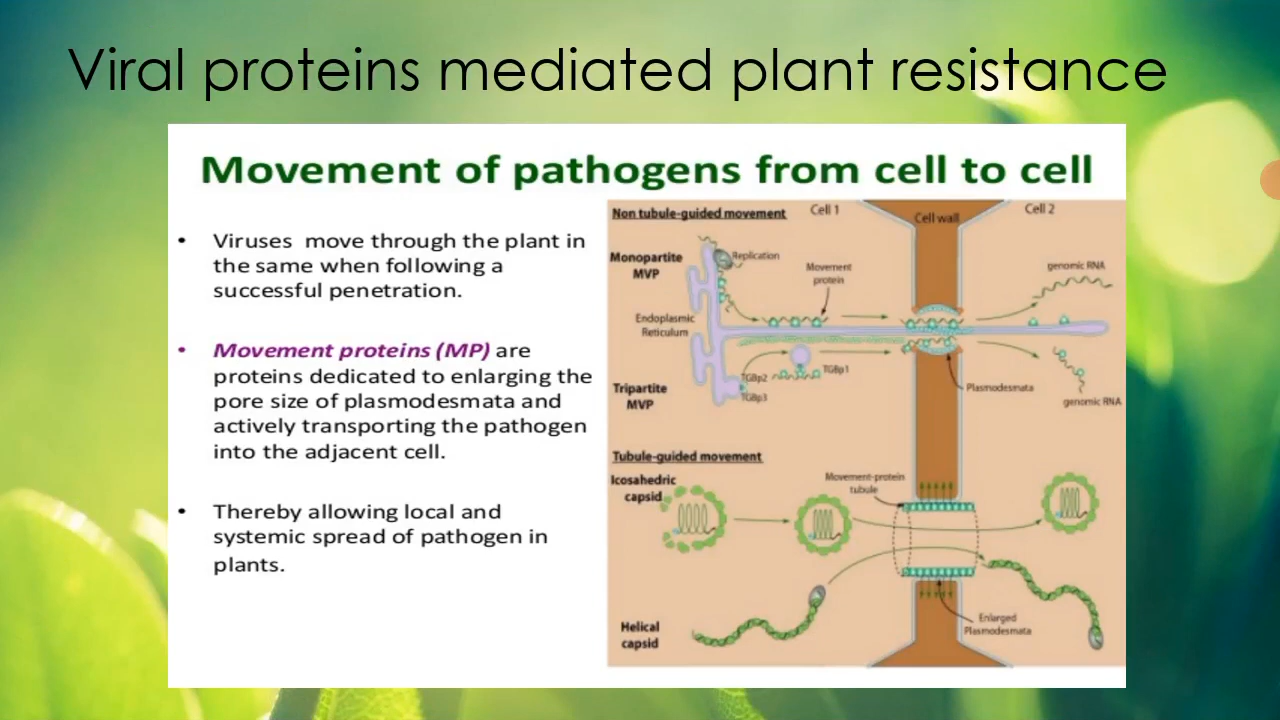 Viral proteins mediated plant resistance
Movement of pathogens from cell to cell
• Viruses move through the plant in
the same when following a
successful penetration.
• Movement proteins (MP) are
proteins dedicated to enlarging the
pore size of plasmodesmata and
actively transporting the pathogen
into the adjacent cell.
• Thereby allowing local and
systemic spread of pathogen in
plants.
Non tubule-guided movement
Cell 1
Cell wall
Cell 2
Monopartite
MVP
Replication
Movement
protein
genomic RNA
Endoplasmic
Reticulum
TGBp2
TGBp1
TGBp3
Tripartite
MVP
Plasmodesmata
genomic RNA
Tubule-guided movement
Icosahedric
capsid
Movement-protein
tubule
Helical
capsid
Enlarged
Plasmodesmata